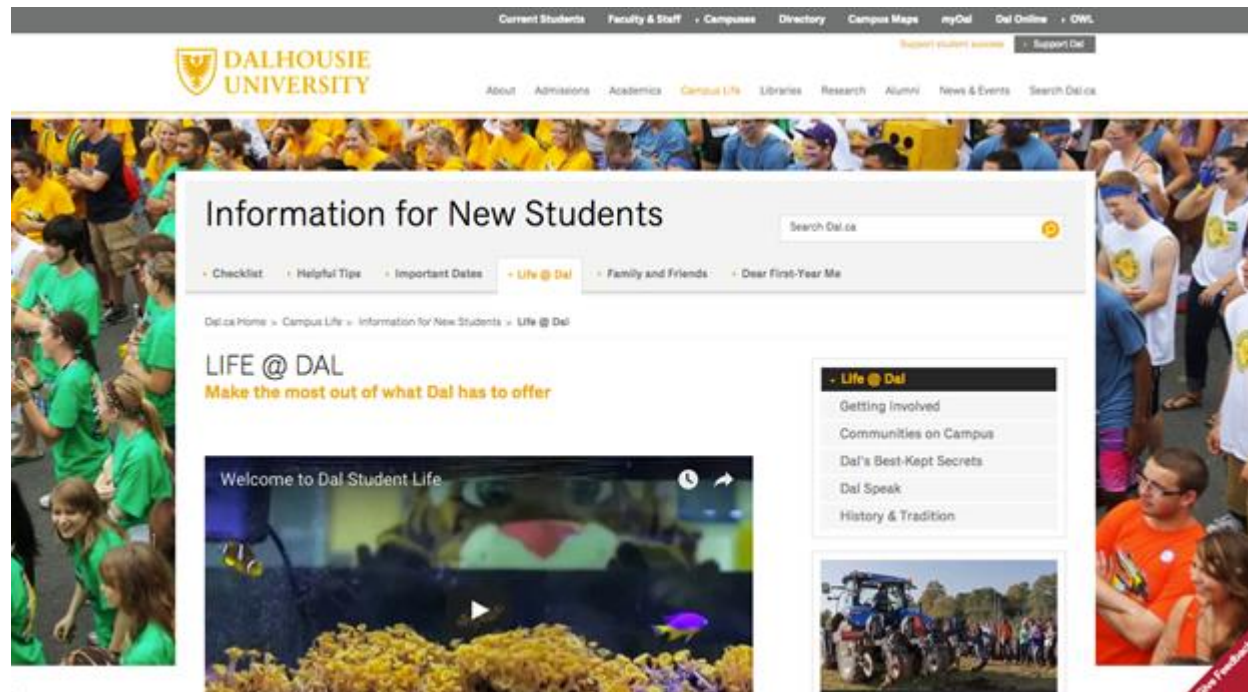 Current Students Faculty & Staff Campuses Directory Campus Maps myDal Dal Online OWL
Support student success Support Dal
DALHOUSIE
UNIVERSITY
About Admissions Academics Campus Life Libraries Research Alumni News & Events Search Dal.ca
Information for New Students
Search Dal.ca
Checklist Helpful Tips Important Dates Life @ Dal Family and Friends Dear First-Year Me
Dal.ca Home » Campus Life » Information for New Students » Life @ Dal
LIFE @ DAL
Make the most out of what Dal has to offer
Welcome to Dal Student Life
Life @ Dal
Getting Involved
Communities on Campus
Dal's Best-Kept Secrets
Dal Speak
History & Tradition
Feedback